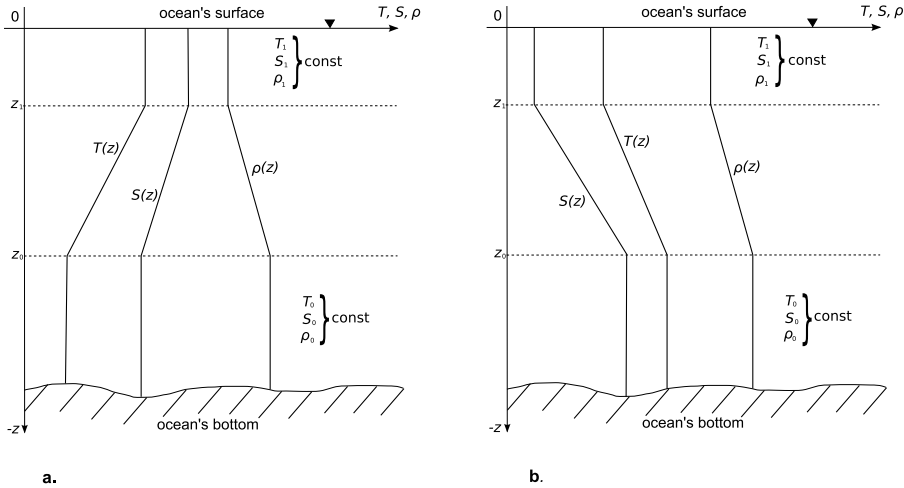 0
ocean's surface
T, S, ρ
T₁
S₁
ρ₁
const
z₁
T(z)
S(z)
ρ(z)
z₀
T₀
S₀
ρ₀
const
ocean's bottom
-z
a.
0
ocean's surface
T, S, ρ
T₁
S₁
ρ₁
const
z₁
T(z)
ρ(z)
S(z)
z₀
T₀
S₀
ρ₀
const
ocean's bottom
-z
b.